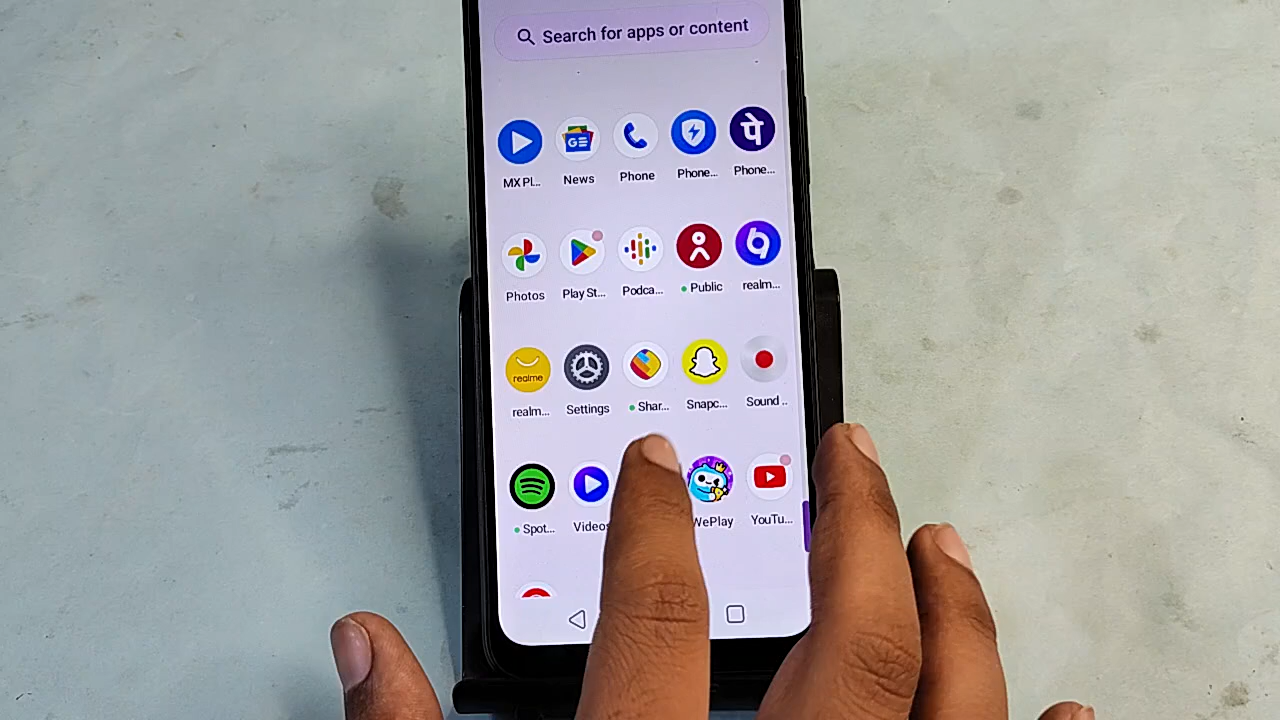 Search for apps or content
GE
पे
MX Pl..
News
Phone
Phone...
Phone...
Photos
Play St...
Podca...
Public
realm...
realme
realm...
Settings
Shar...
Snapc...
Sound ..
Spot...
Videos
WePlay
YouTu...